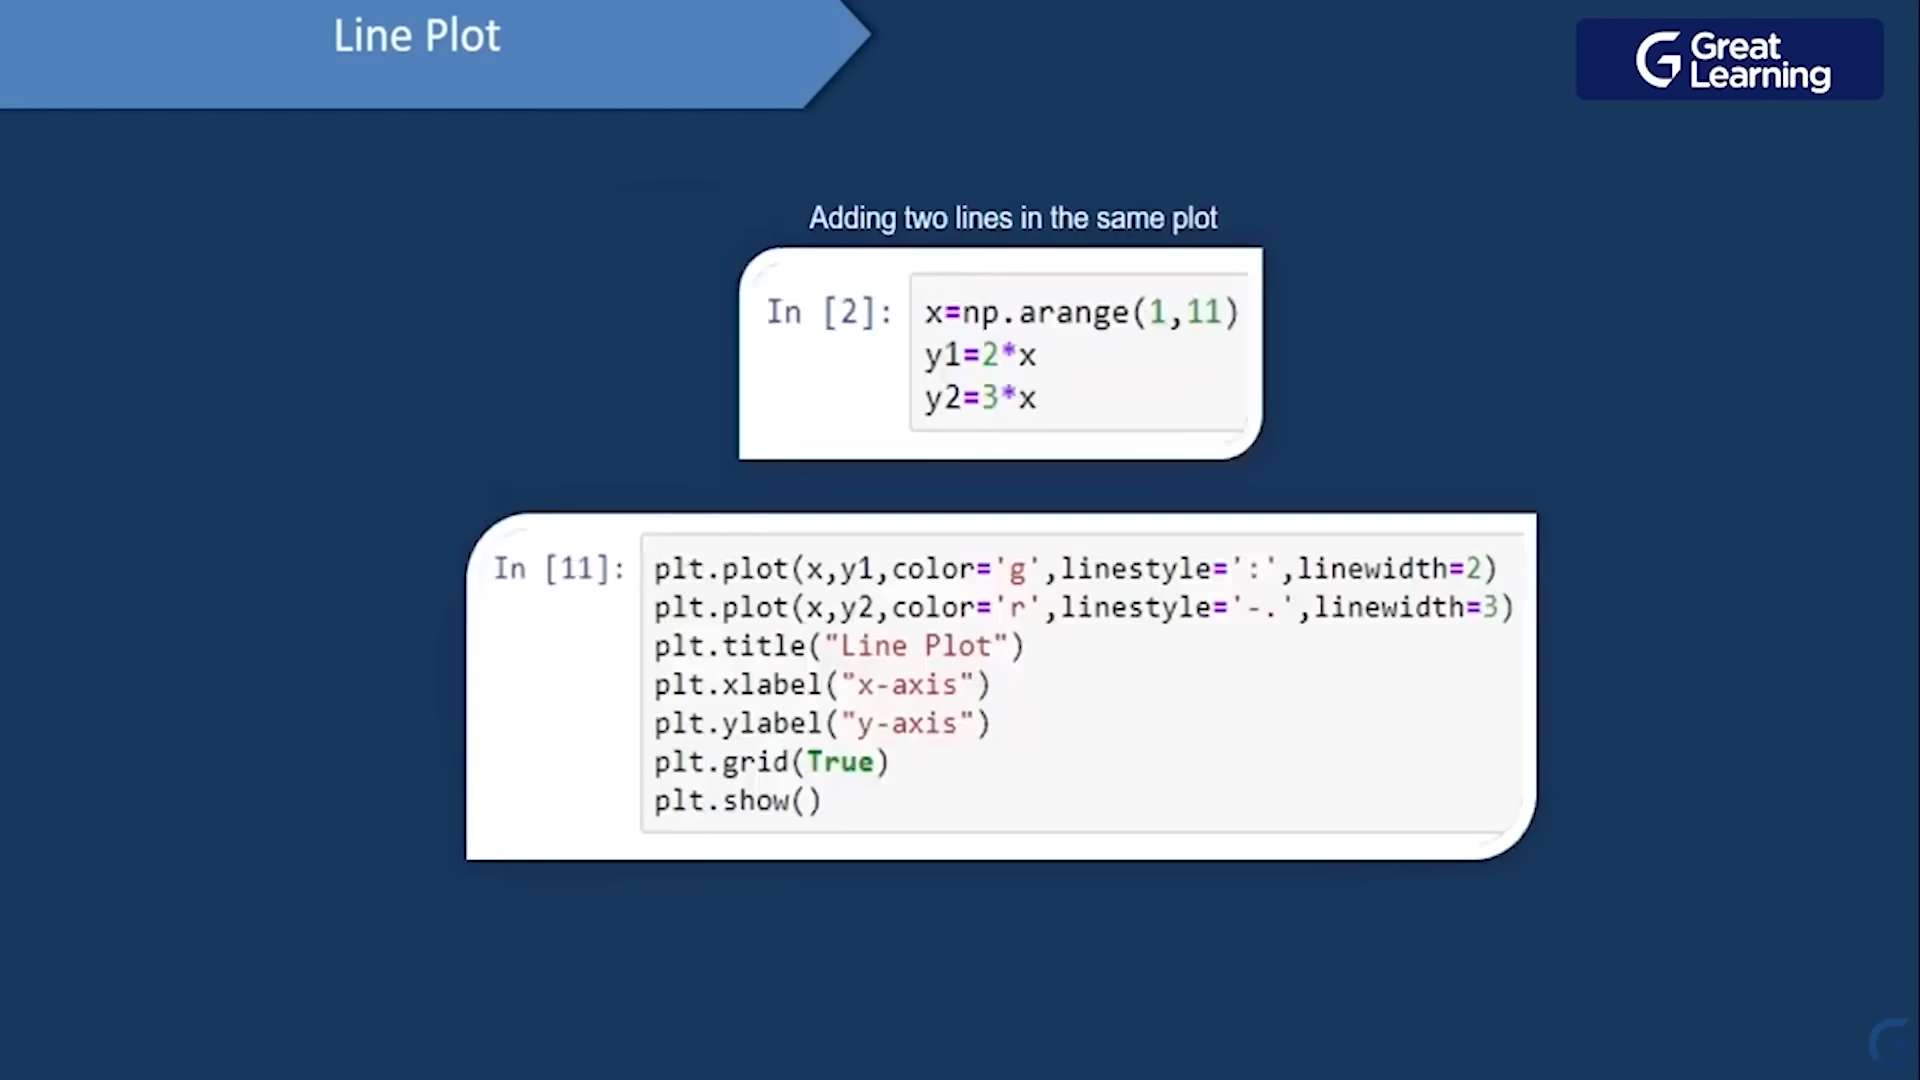 Line Plot
Great
Learning
Adding two lines in the same plot
In [2]: x=np.arange(1,11)
y1=2*x
y2=3*x
In [11]: plt.plot(x,y1,color='g',linestyle=':',linewidth=2)
plt.plot(x,y2,color='r',linestyle='-.',linewidth=3)
plt.title("Line Plot")
plt.xlabel("x-axis")
plt.ylabel("y-axis")
plt.grid(True)
plt.show()